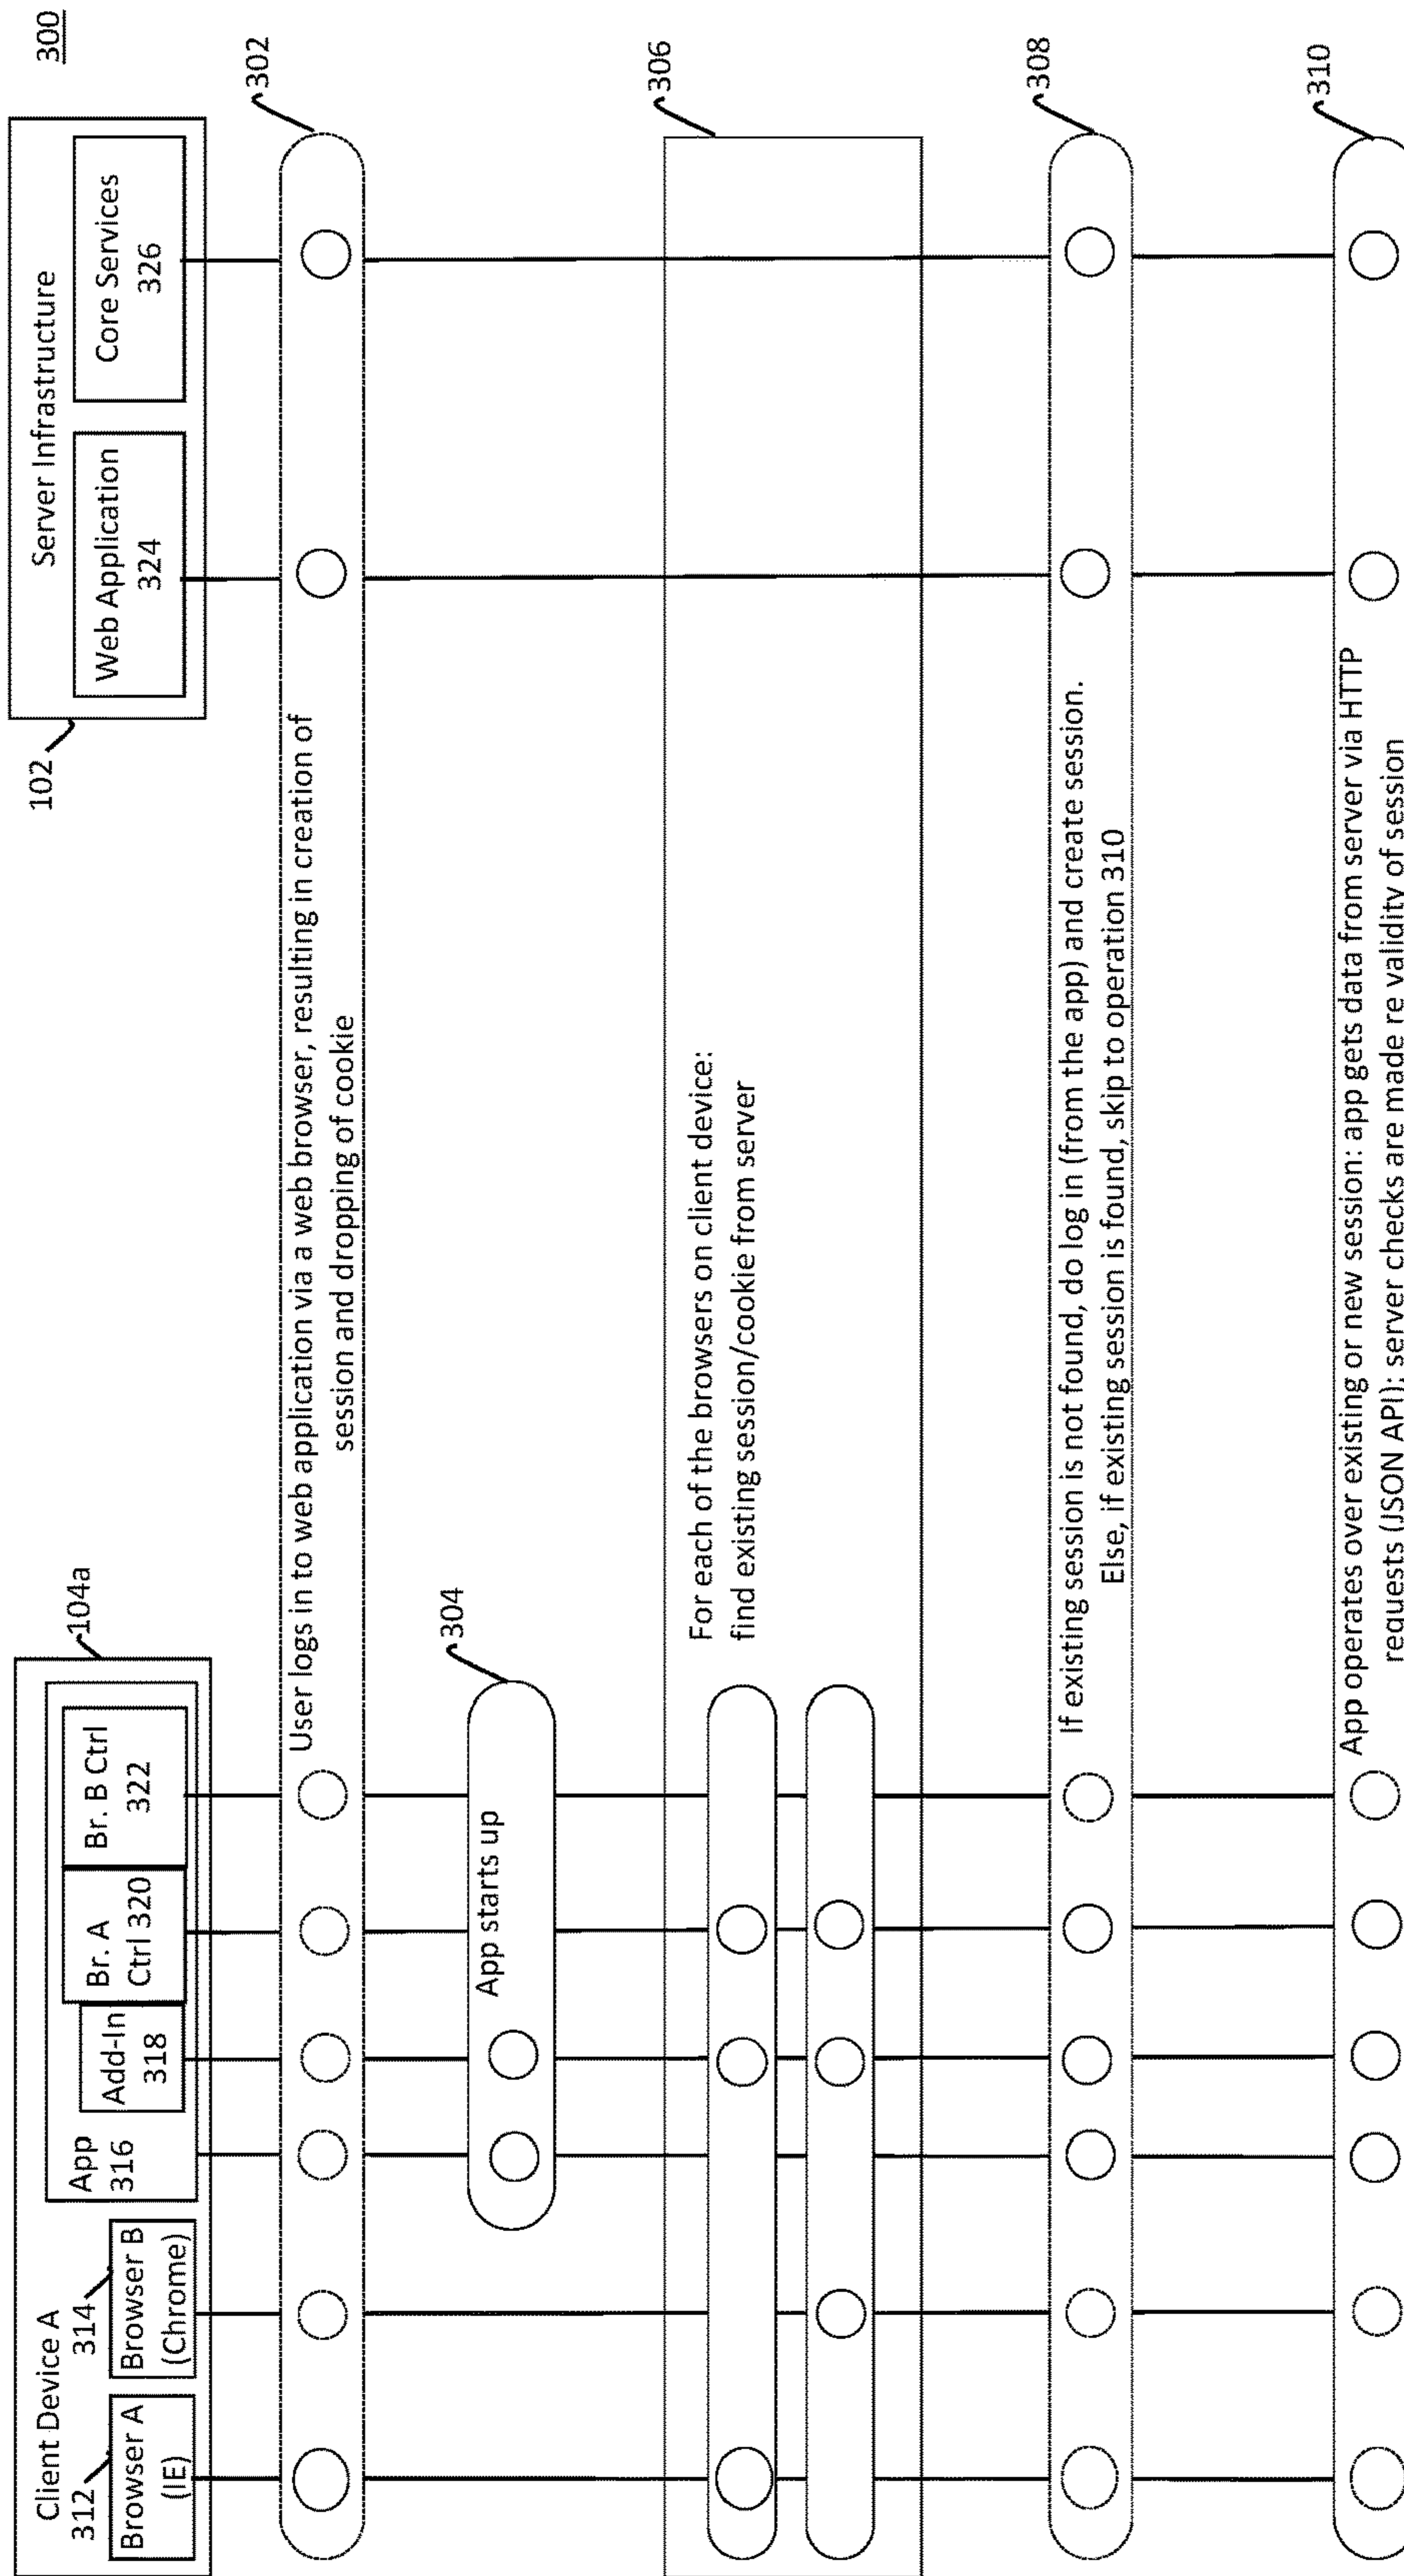 300
Client Device A
312
314
Browser A
(IE)
Browser B
(Chrome)
App
316
Add-In
318
Br. A
Ctrl 320
Br. B Ctrl
322
104a
102
Server Infrastructure
Web Application
324
Core Services
326
302
User logs in to web application via a web browser, resulting in creation of
session and dropping of cookie
304
App starts up
306
For each of the browsers on client device:
find existing session/cookie from server
308
If existing session is not found, do log in (from the app) and create session.
Else, if existing session is found, skip to operation 310
310
App operates over existing or new session: app gets data from server via HTTP
requests (JSON API); server checks are made re validity of session